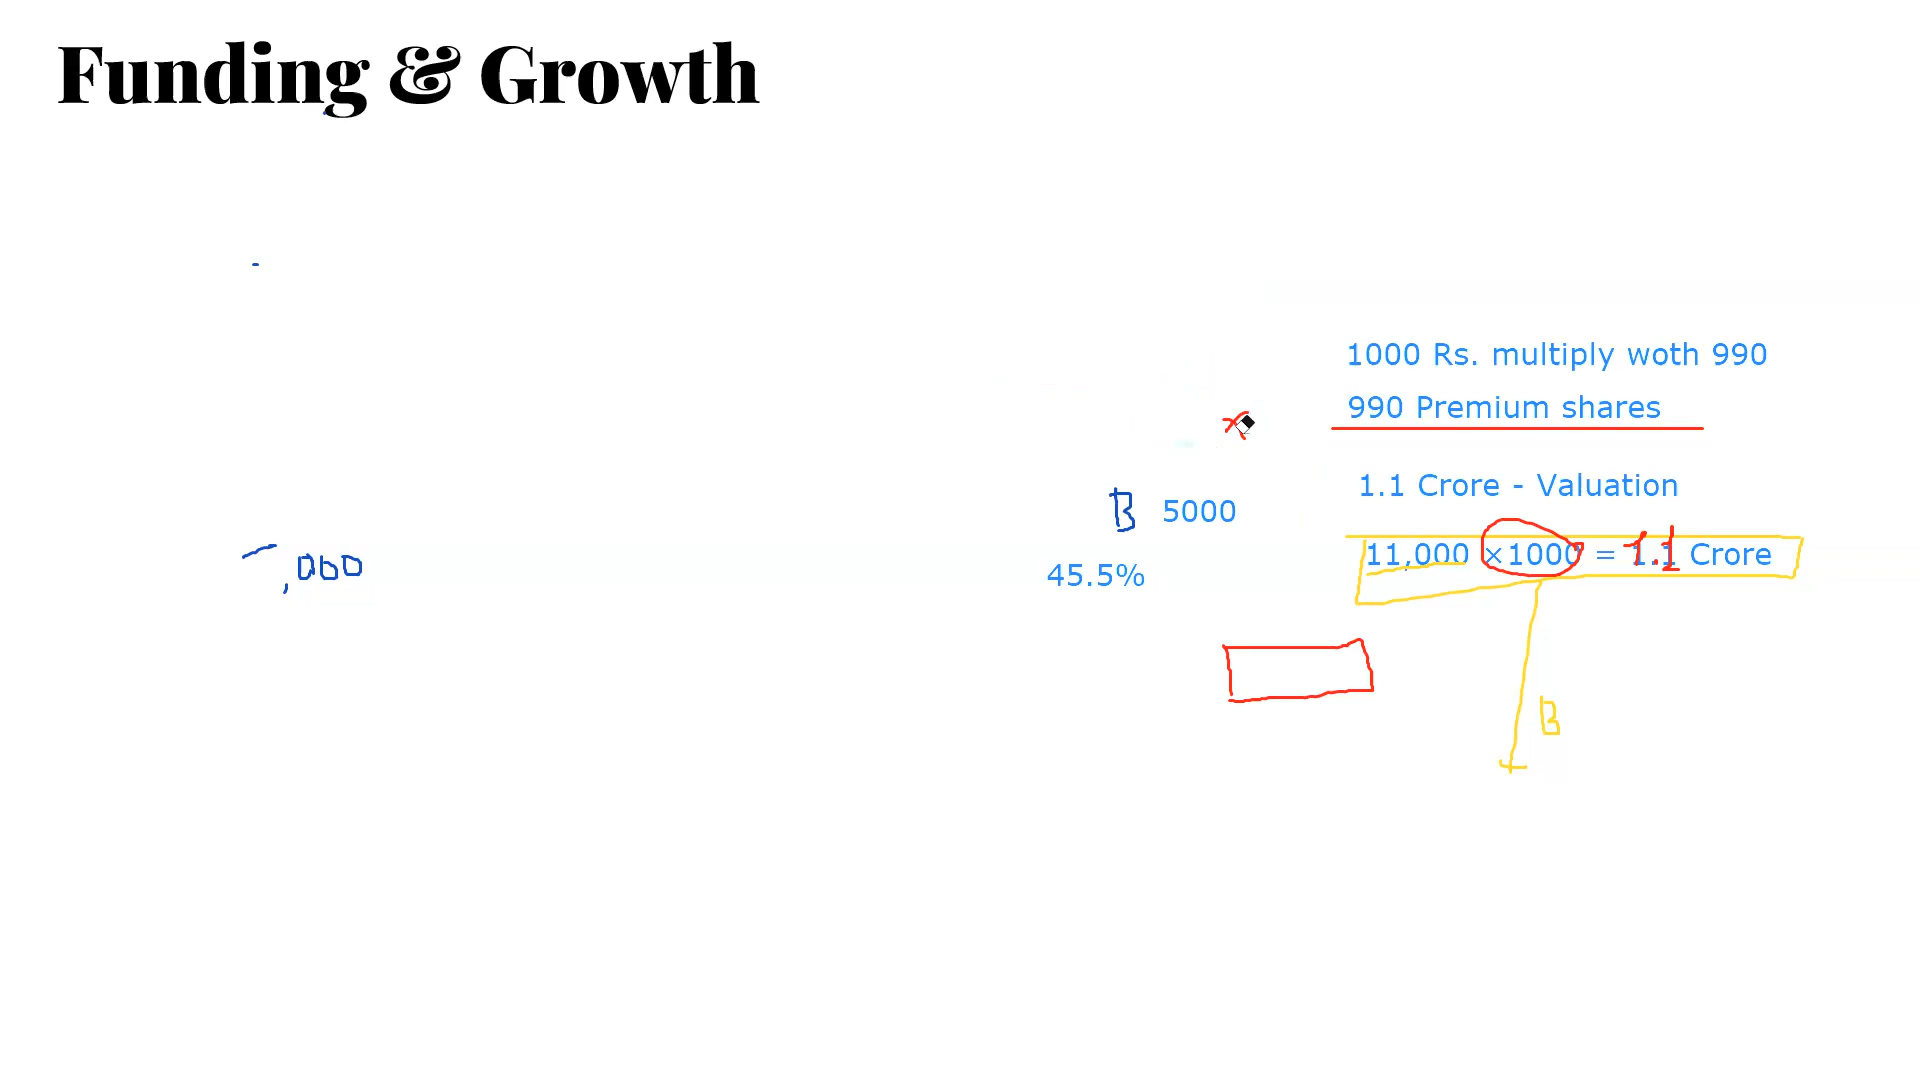 Funding & Growth
1000 Rs. multiply woth 990
990 Premium shares
1.1 Crore - Valuation
B 5000
11,000 ×1000 = 1.1 Crore
,000
45.5%
B